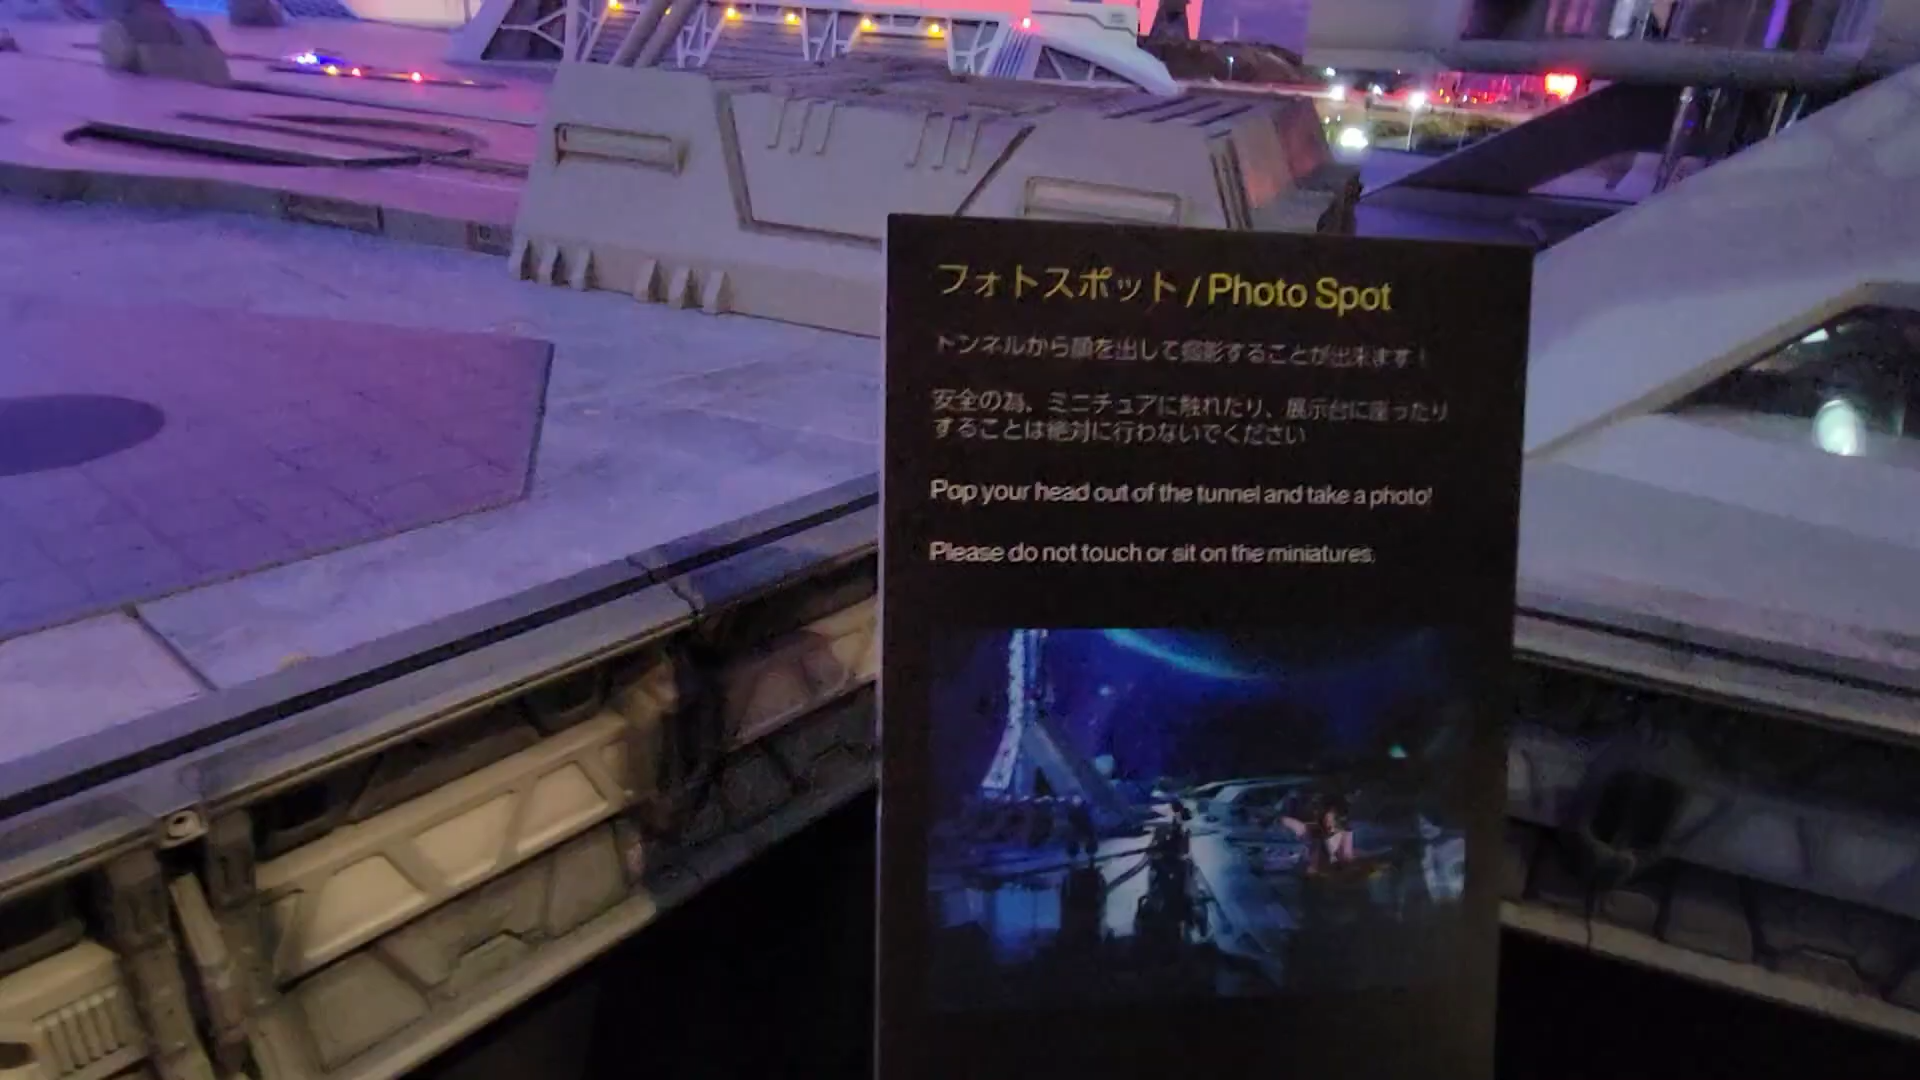 フォトスポット / Photo Spot
トンネルから顔を出して撮影することが出来ます！
安全の為、ミニチュアに触れたり、展示台に座ったり
することは絶対に行わないでください
Pop your head out of the tunnel and take a photo!
Please do not touch or sit on the miniatures.